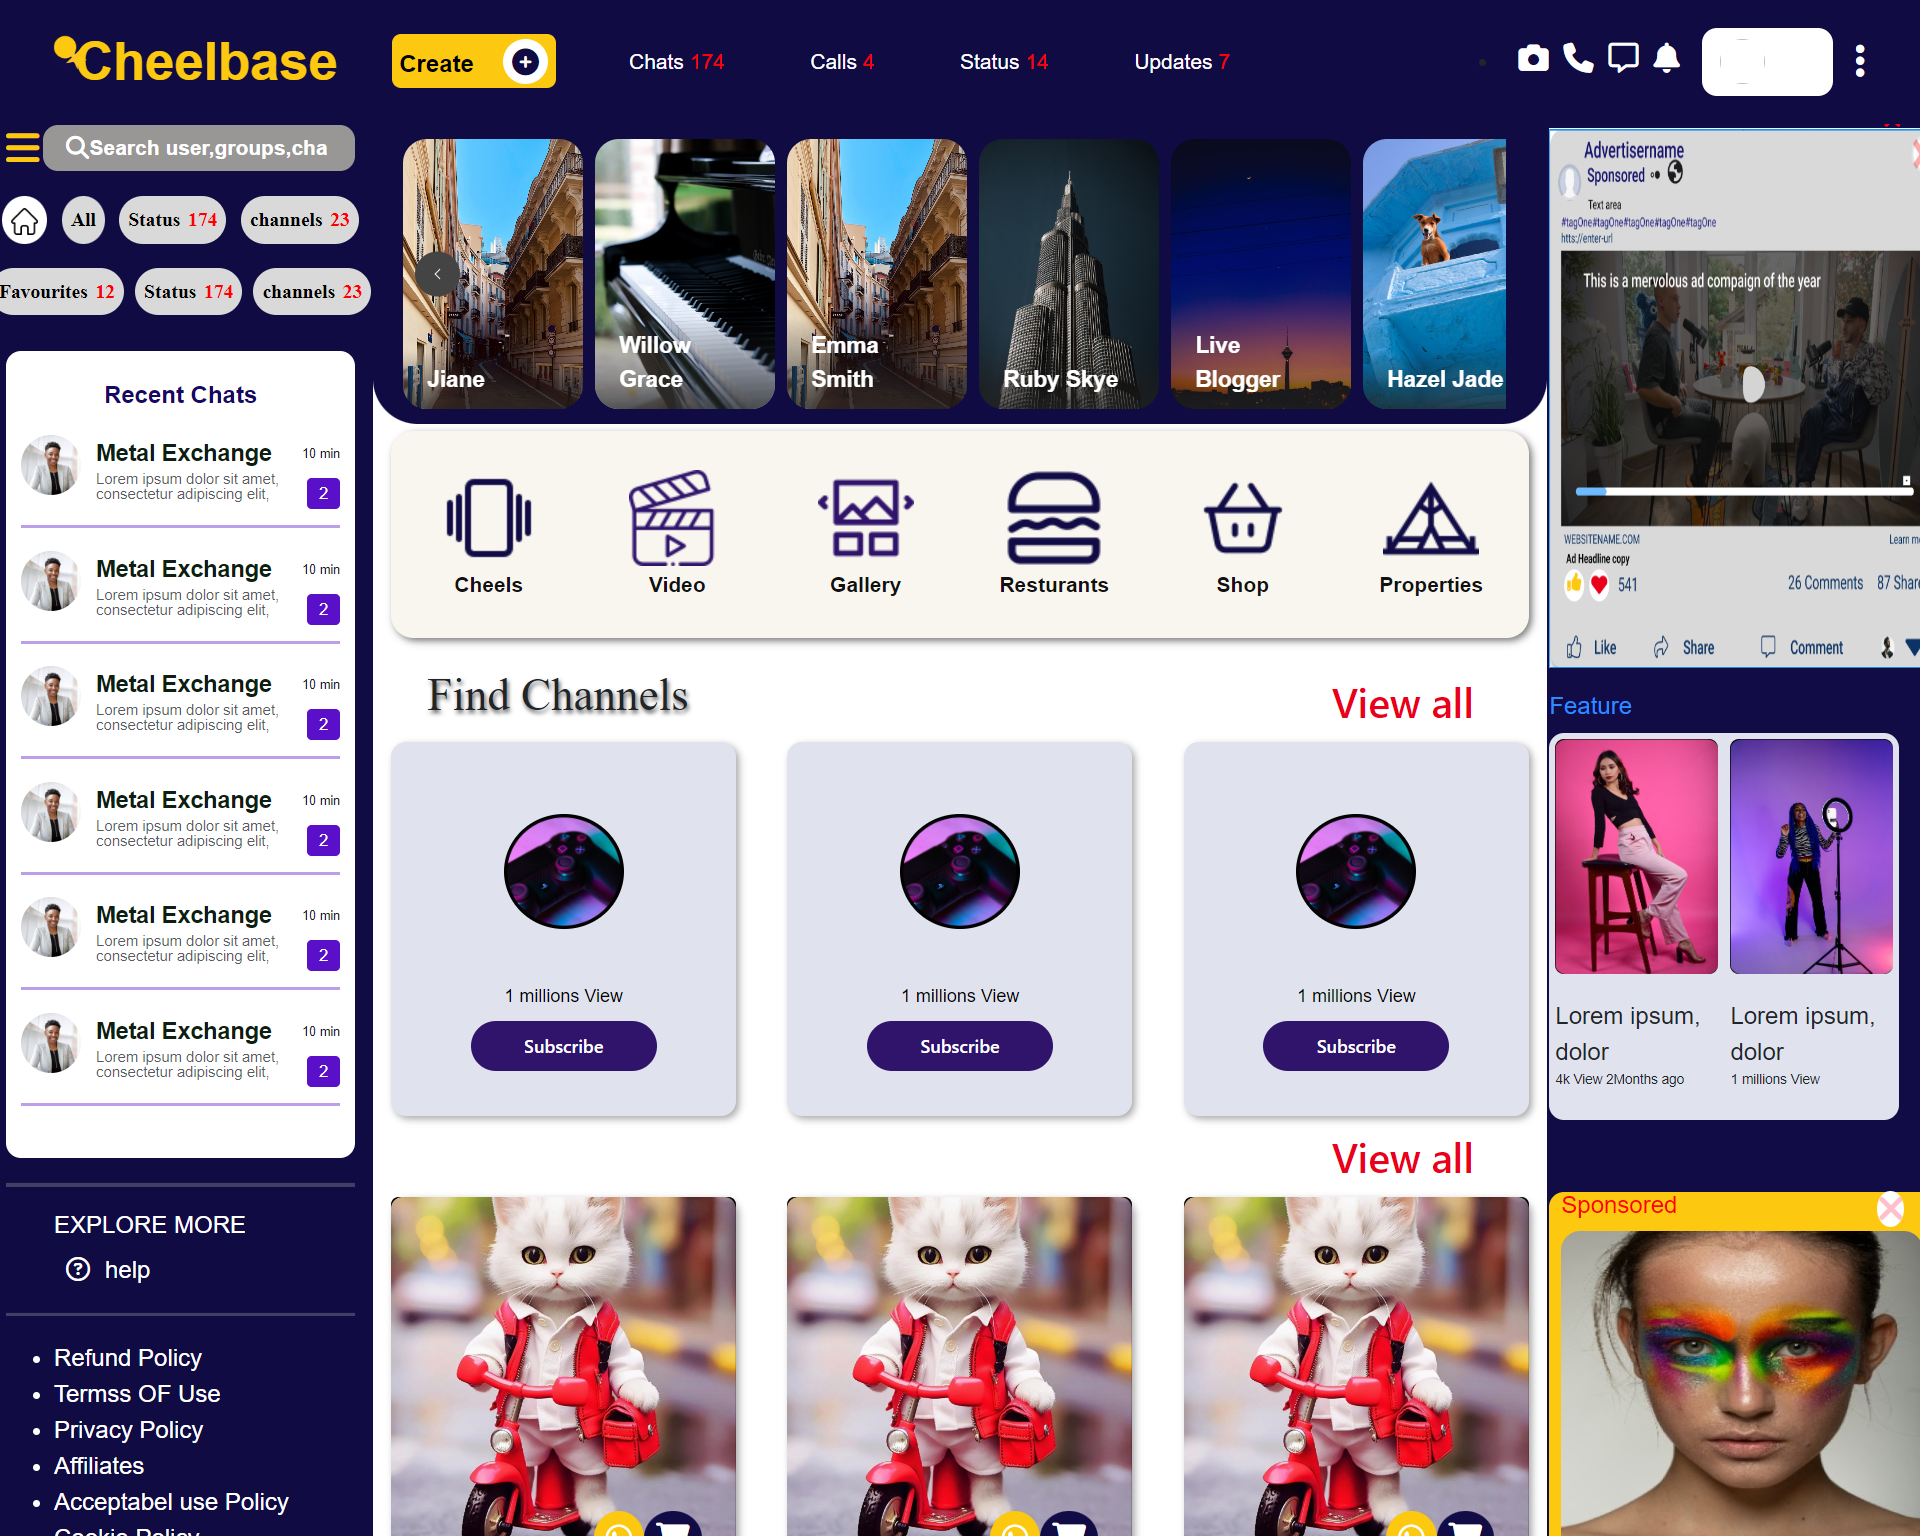 Cheelbase
Create
Chats 174
Calls 4
Status 14
Updates 7
Search user,groups,cha
All
Status 174
channels 23
Favourites 12
Status 174
channels 23
Recent Chats
Metal Exchange
10 min
Lorem ipsum dolor sit amet,
consectetur adipiscing elit,
2
Metal Exchange
10 min
Lorem ipsum dolor sit amet,
consectetur adipiscing elit,
2
Metal Exchange
10 min
Lorem ipsum dolor sit amet,
consectetur adipiscing elit,
2
Metal Exchange
10 min
Lorem ipsum dolor sit amet,
consectetur adipiscing elit,
2
Metal Exchange
10 min
Lorem ipsum dolor sit amet,
consectetur adipiscing elit,
2
Metal Exchange
10 min
Lorem ipsum dolor sit amet,
consectetur adipiscing elit,
2
EXPLORE MORE
help
Refund Policy
Termss OF Use
Privacy Policy
Affiliates
Acceptabel use Policy
Cookie Policy
Jiane
Willow
Grace
Emma
Smith
Ruby Skye
Live
Blogger
Hazel Jade
Cheels
Video
Gallery
Resturants
Shop
Properties
Find Channels
View all
1 millions View
Subscribe
1 millions View
Subscribe
1 millions View
Subscribe
View all
Advertisername
Sponsored
Text area
#tagOne#tagOne#tagOne#tagOne#tagOne
htts://enter-url
This is a mervolous ad compaign of the year
WEBSITENAME.COM
Learn m
Ad Headline copy
541
26 Comments
87 Share
Like
Share
Comment
Feature
Lorem ipsum,
dolor
4k View 2Months ago
Lorem ipsum,
dolor
1 millions View
Sponsored